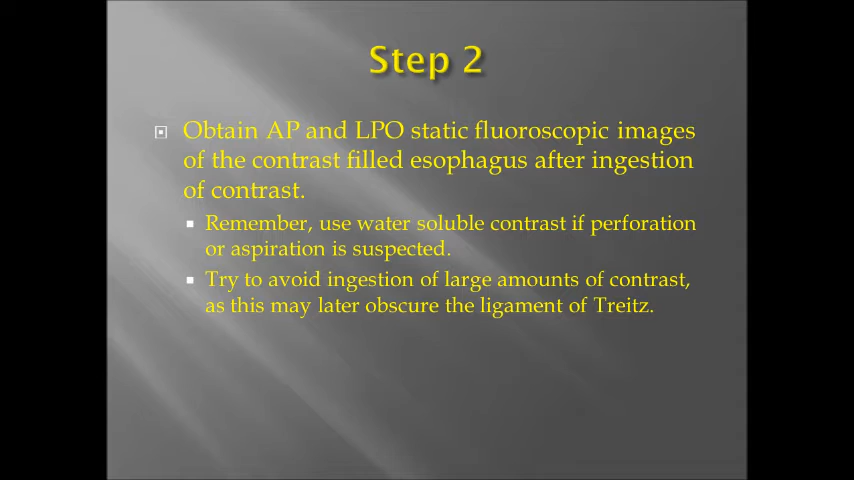 Step 2
Obtain AP and LPO static fluoroscopic images
of the contrast filled esophagus after ingestion
of contrast.
Remember, use water soluble contrast if perforation
or aspiration is suspected.
Try to avoid ingestion of large amounts of contrast,
as this may later obscure the ligament of Treitz.